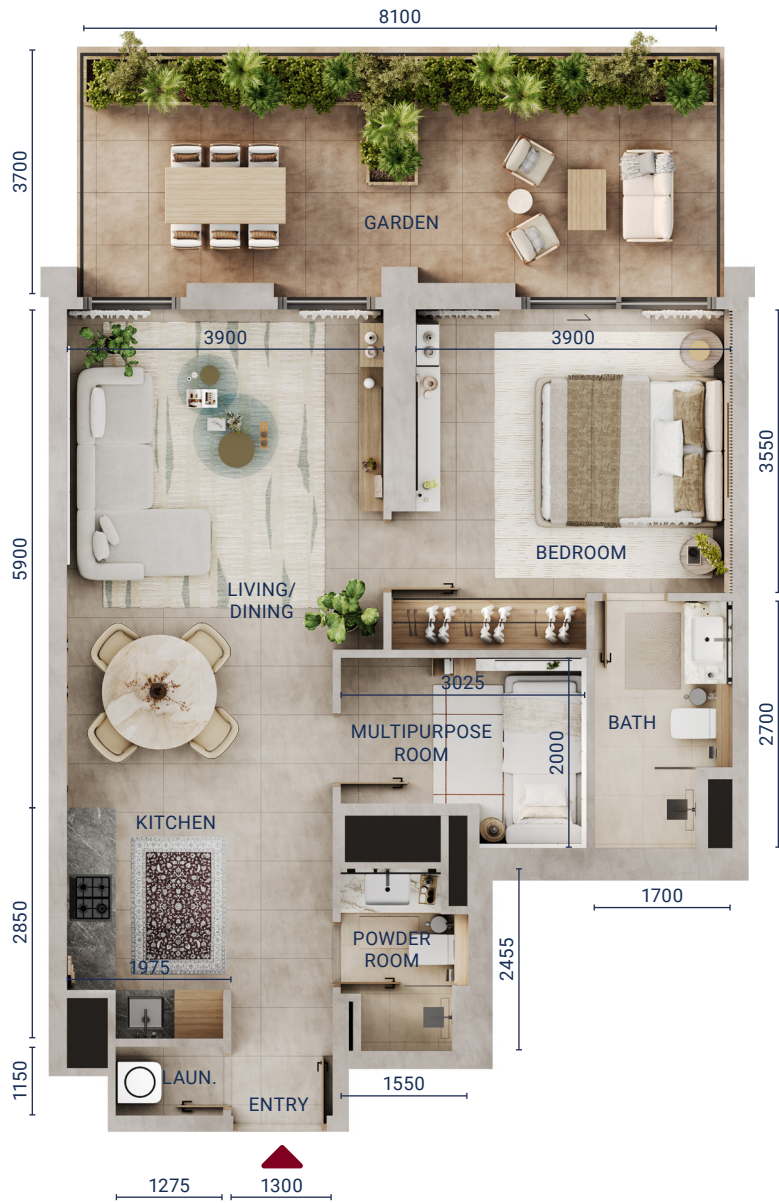 8100
3700
GARDEN
3900
3900
3550
5900
BEDROOM
LIVING/
DINING
3025
MULTIPURPOSE
ROOM
2000
BATH
2700
KITCHEN
1700
2850
1975
POWDER
ROOM
2455
1150
LAUN.
ENTRY
1550
1275
1300